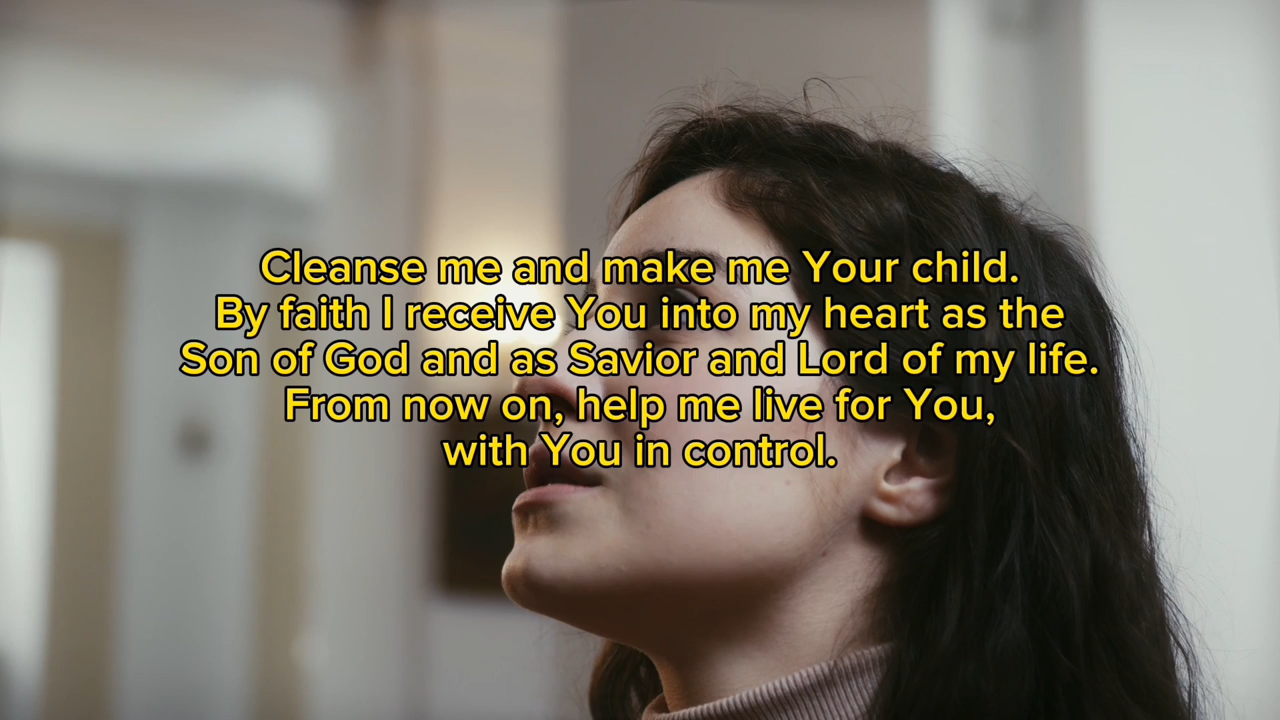 Cleanse me and make me Your child.
By faith I receive You into my heart as the
Son of God and as Savior and Lord of my life.
From now on, help me live for You,
with You in control.